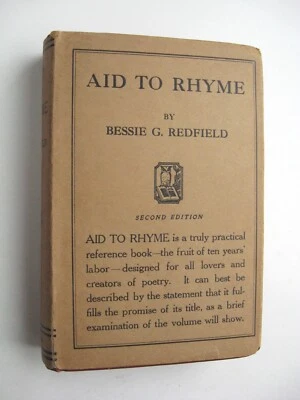 AID TO RHYME
BY
BESSIE G. REDFIELD
SECOND EDITION
AID TO RHYME is a truly practical
reference book—the fruit of ten years'
labor—designed for all lovers and
creators of poetry. It can best be
described by the statement that it ful-
fills the promise of its title, as a brief
examination of the volume will show.